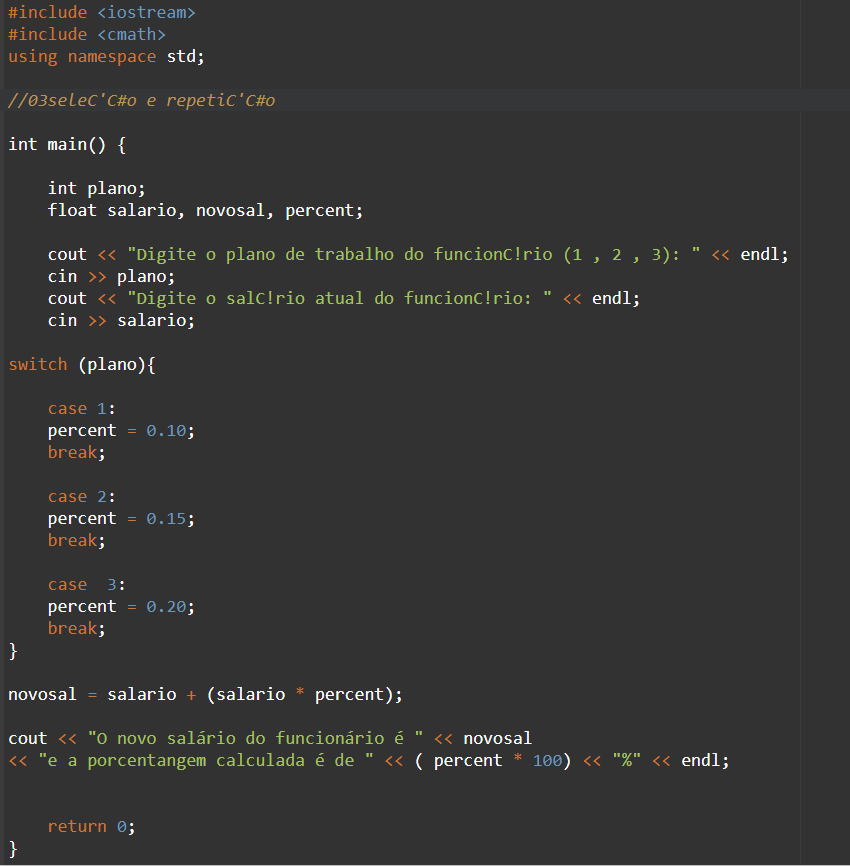 #include <iostream>
#include <cmath>
using namespace std;
//03seleC'C#o e repetiC'C#o
int main() {
int plano;
float salario, novosal, percent;
cout << "Digite o plano de trabalho do funcionC!rio (1 , 2 , 3): " << endl;
cin >> plano;
cout << "Digite o salC!rio atual do funcionC!rio: " << endl;
cin >> salario;
switch (plano){
case 1:
percent = 0.10;
break;
case 2:
percent = 0.15;
break;
case  3:
percent = 0.20;
break;
}
novosal = salario + (salario * percent);
cout << "O novo salário do funcionário é " << novosal
<< "e a porcentangem calculada é de " << ( percent * 100) << "%" << endl;
return 0;
}